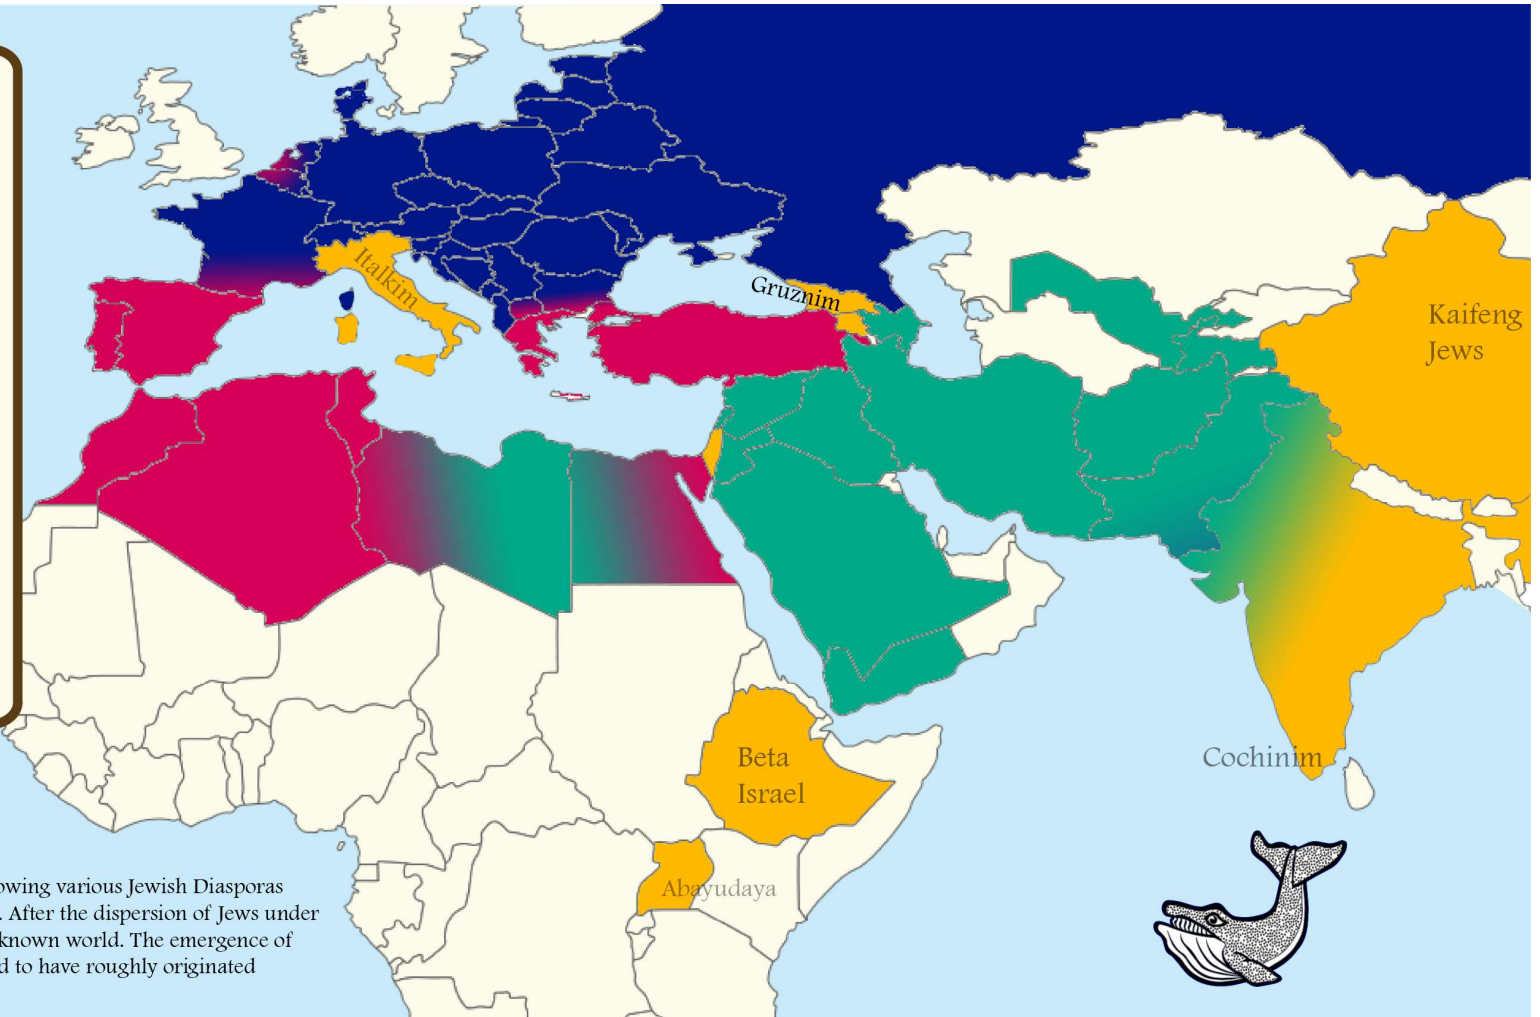 Italkim
Gruznim
Kaifeng
Jews
Beta
Israel
Cochinim
Abayudaya
owing various Jewish Diasporas
. After the dispersion of Jews under
known world. The emergence of
d to have roughly originated